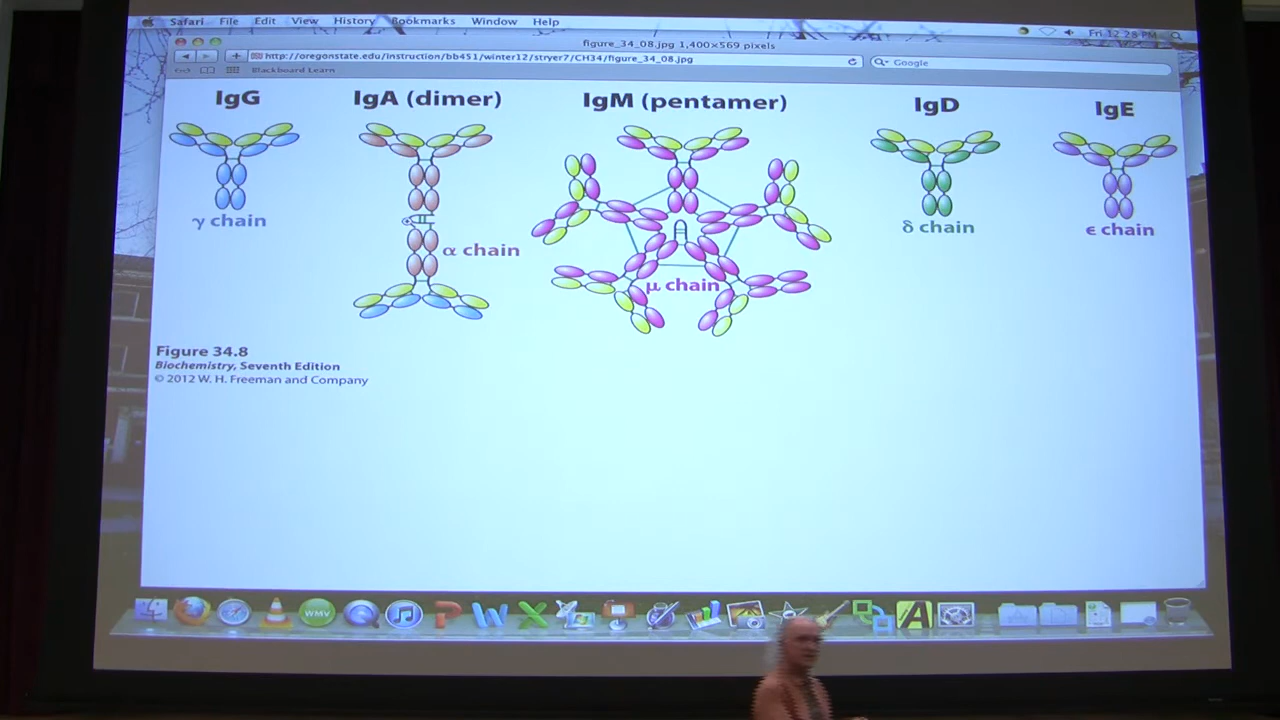 Safari File Edit View History Bookmarks Window Help
Fri 12:28 PM
figure_34_08.jpg 1,400×569 pixels
http://oregonstate.edu/instruction/bb451/winter12/stryer7/CH34/figure_34_08.jpg
Google
Blackboard Learn
IgG
IgA (dimer)
IgM (pentamer)
IgD
IgE
γ chain
α chain
μ chain
δ chain
ϵ chain
Figure 34.8
Biochemistry, Seventh Edition
© 2012 W. H. Freeman and Company
WMV